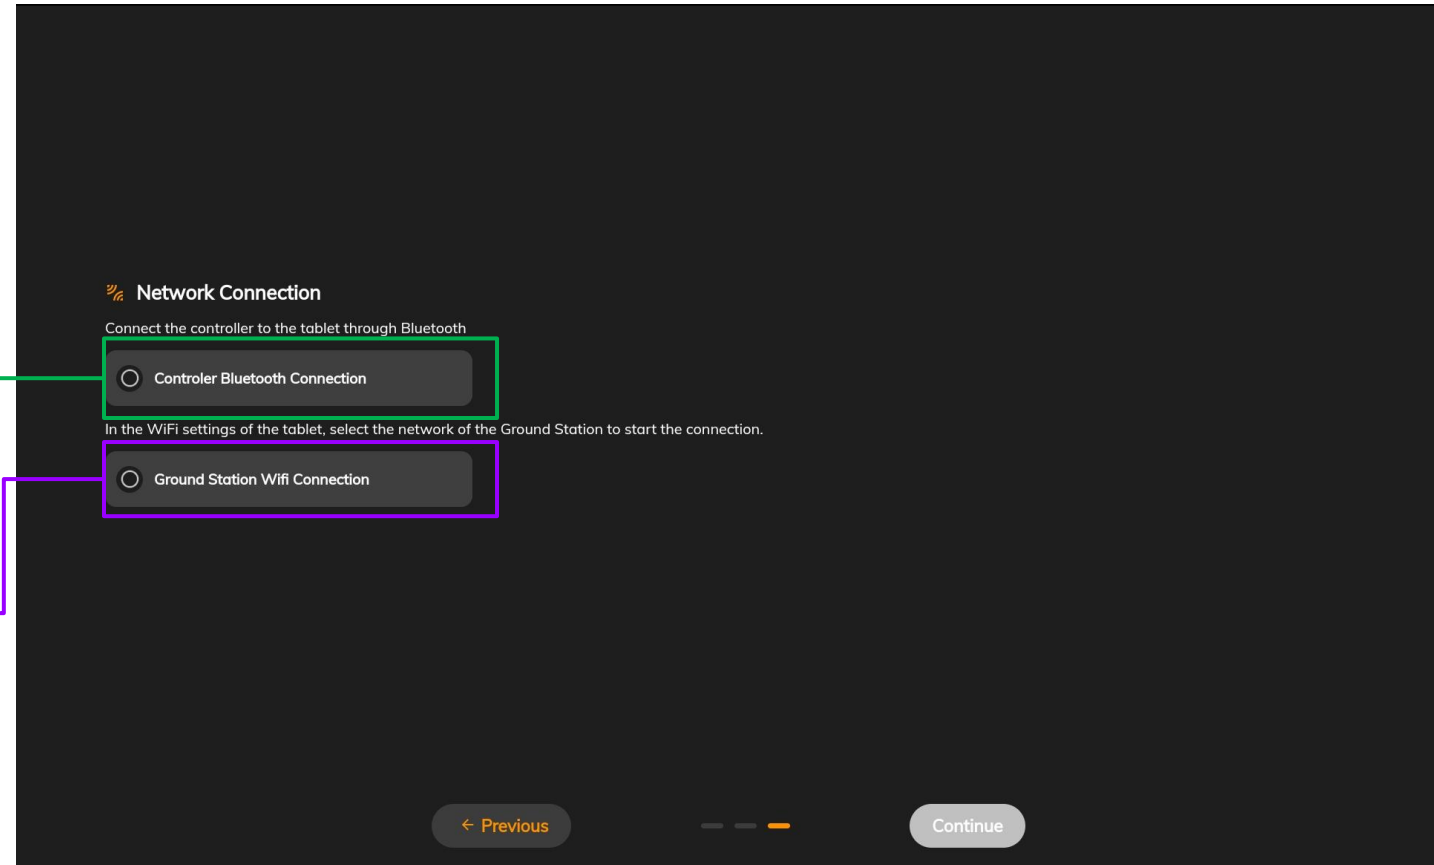 Network Connection
Connect the controller to the tablet through Bluetooth
Controler Bluetooth Connection
In the WiFi settings of the tablet, select the network of the Ground Station to start the connection.
Ground Station Wifi Connection
← Previous
Continue